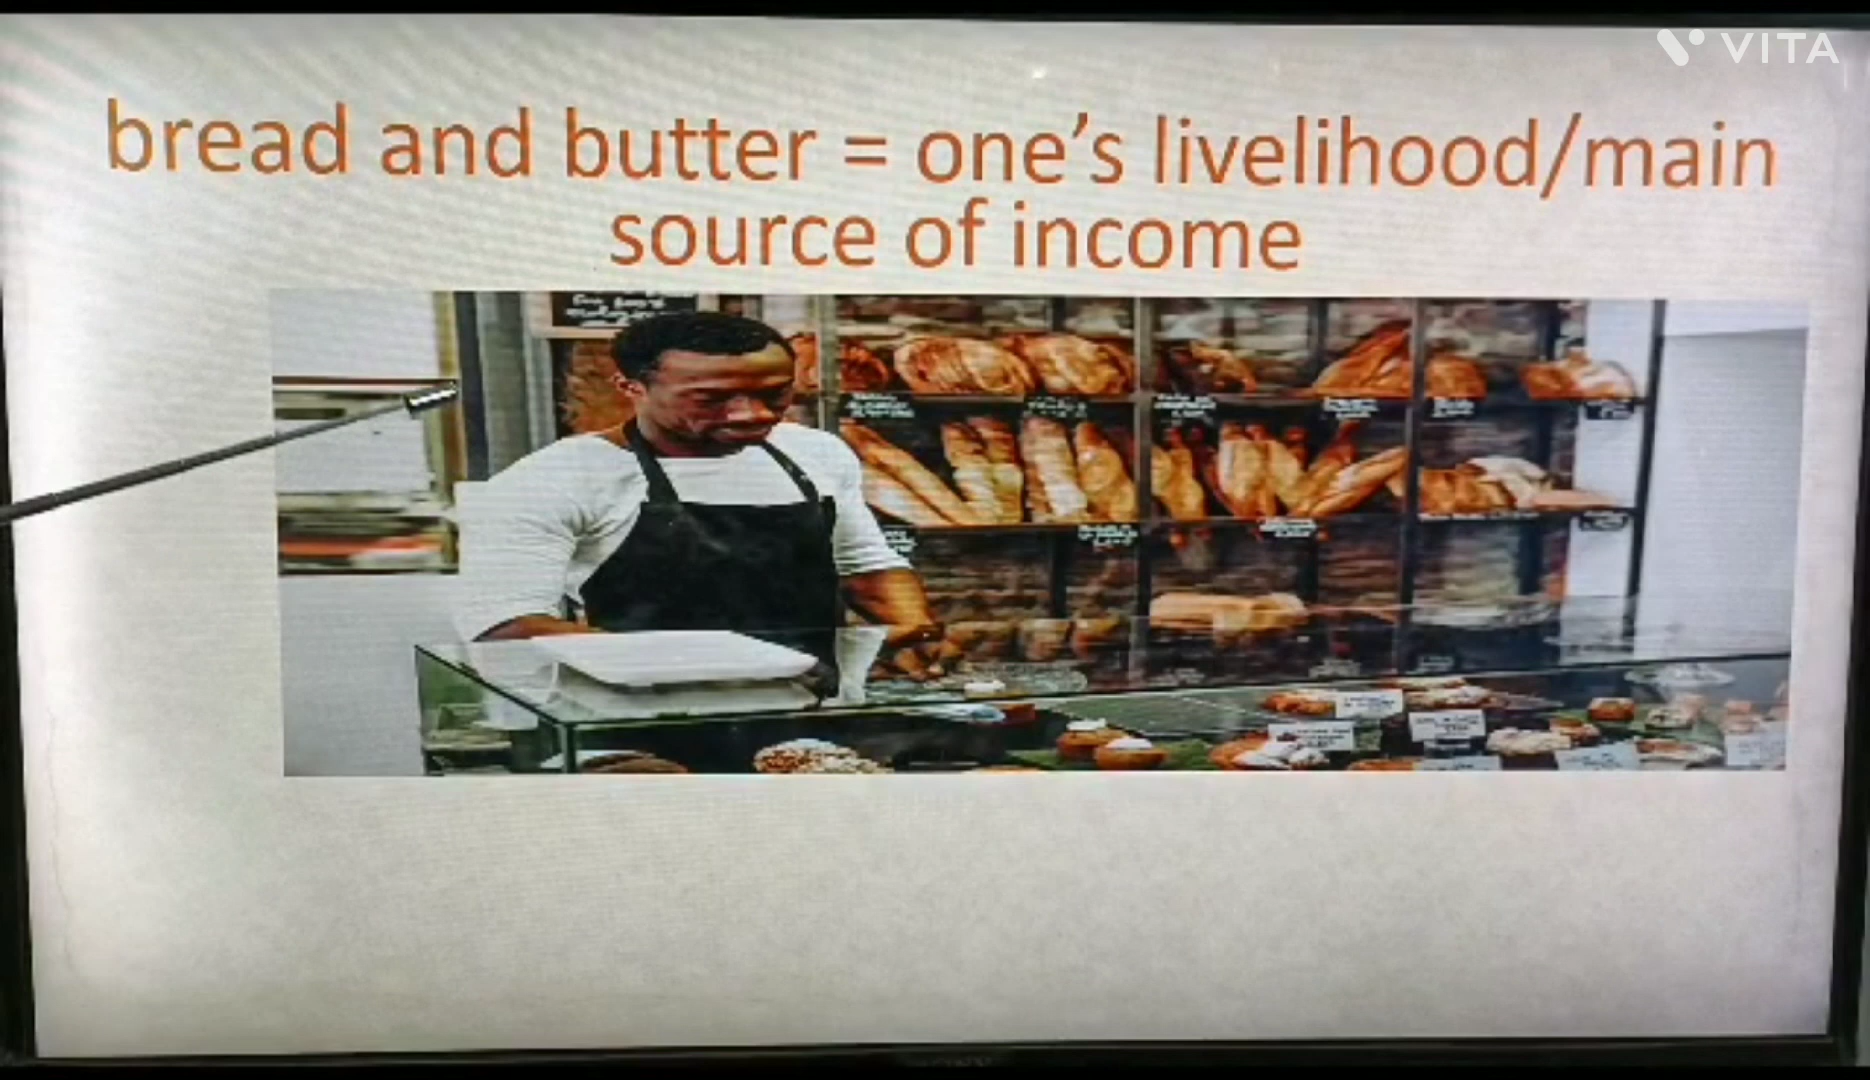 VITA
bread and butter = one's livelihood/main
source of income